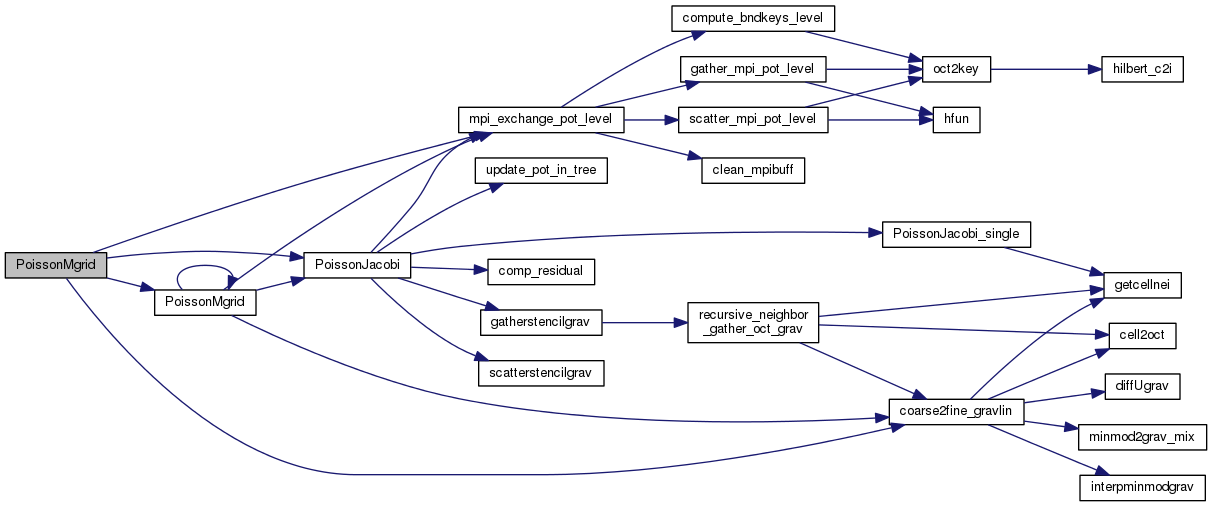 compute_bndkeys_level
gather_mpi_pot_level
oct2key
hilbert_c2i
mpi_exchange_pot_level
scatter_mpi_pot_level
hfun
update_pot_in_tree
clean_mpibuff
PoissonJacobi_single
PoissonMgrid
PoissonJacobi
comp_residual
getcellnei
PoissonMgrid
gatherstencilgrav
recursive_neighbor
_gather_oct_grav
cell2oct
scatterstencilgrav
diffUgrav
coarse2fine_gravlin
minmod2grav_mix
interpminmodgrav